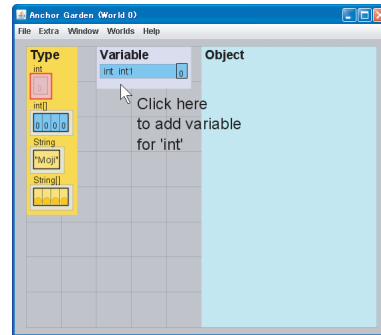 Anchor Garden (World 0)
File Extra Window Worlds Help
Type Variable Object
int
0
int int1 0
int[]
0 0 0 0
String
"Moji"
String[]
Click here
to add variable
for 'int'